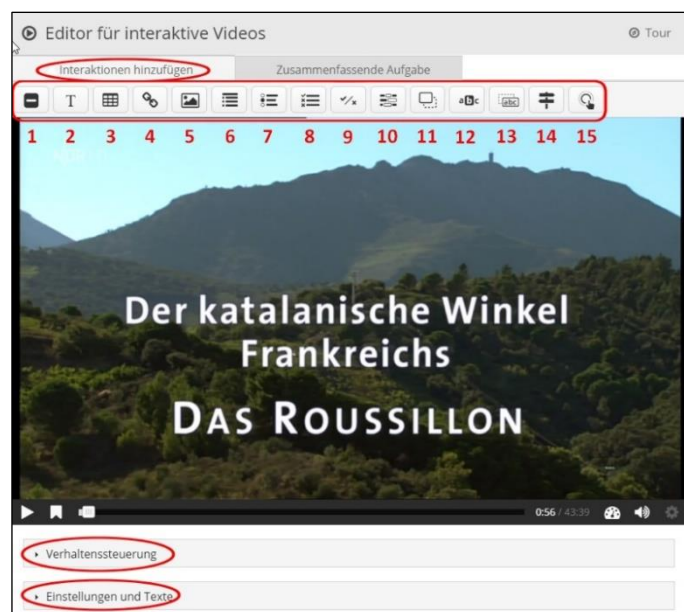 Editor für interaktive Videos
Tour
Interaktionen hinzufügen
Zusammenfassende Aufgabe
T
abc
abc
1 2 3 4 5 6 7 8 9 10 11 12 13 14 15
Der katalanische Winkel
Frankreichs
DAS ROUSSILLON
0:56 / 43:39
Verhaltenssteuerung
Einstellungen und Texte